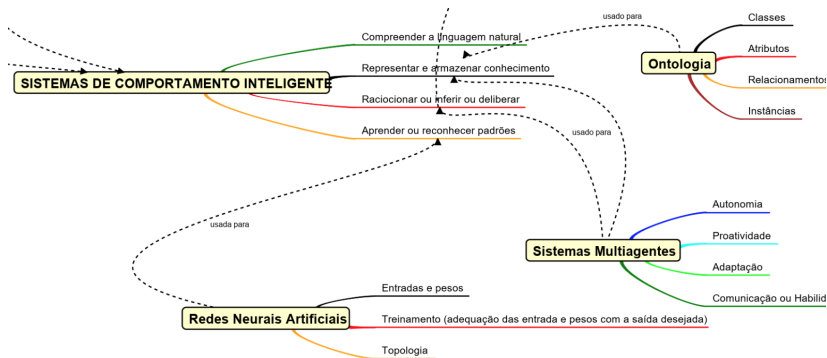 usado para
Classes
Compreender a linguagem natural
Atributos
Ontologia
SISTEMAS DE COMPORTAMENTO INTELIGENTE
Representar e armazenar conhecimento
Relacionamentos
Raciocionar ou inferir ou deliberar
Instâncias
Aprender ou reconhecer padrões
usado para
Autonomia
usada para
Proatividade
Sistemas Multiagentes
Adaptação
Entradas e pesos
Comunicação ou Habilid
Redes Neurais Artificiais
Treinamento (adequação das entrada e pesos com a saída desejada)
Topologia